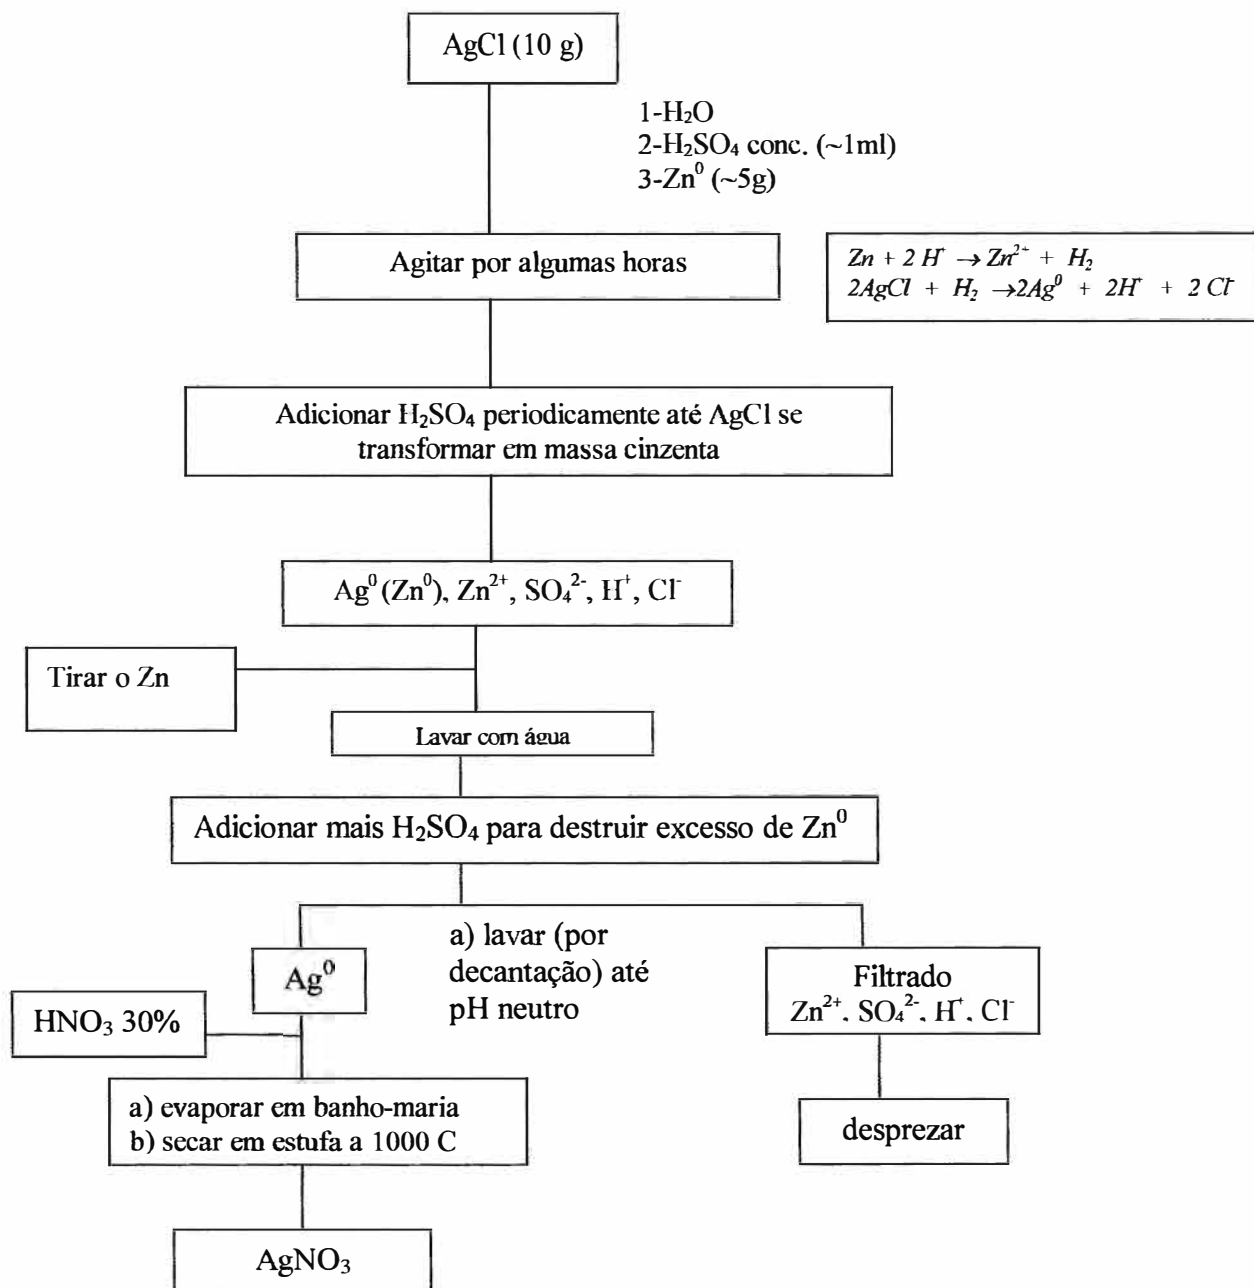 AgCl (10 g)
1-H₂O
2-H₂SO₄ conc. (~1ml)
3-Zn⁰ (~5g)
Agitar por algumas horas
Zn + 2 H⁺ → Zn²⁺ + H₂
2AgCl + H₂ →2Ag⁰ + 2H⁺ + 2 Cl⁻
Adicionar H₂SO₄ periodicamente até AgCl se
transformar em massa cinzenta
Ag⁰ (Zn⁰), Zn²⁺, SO₄²⁻, H⁺, Cl⁻
Tirar o Zn
Lavar com água
Adicionar mais H₂SO₄ para destruir excesso de Zn⁰
a) lavar (por
decantação) até
pH neutro
Ag⁰
Filtrado
Zn²⁺, SO₄²⁻, H⁺, Cl⁻
HNO₃ 30%
a) evaporar em banho-maria
b) secar em estufa a 1000 C
desprezar
AgNO₃